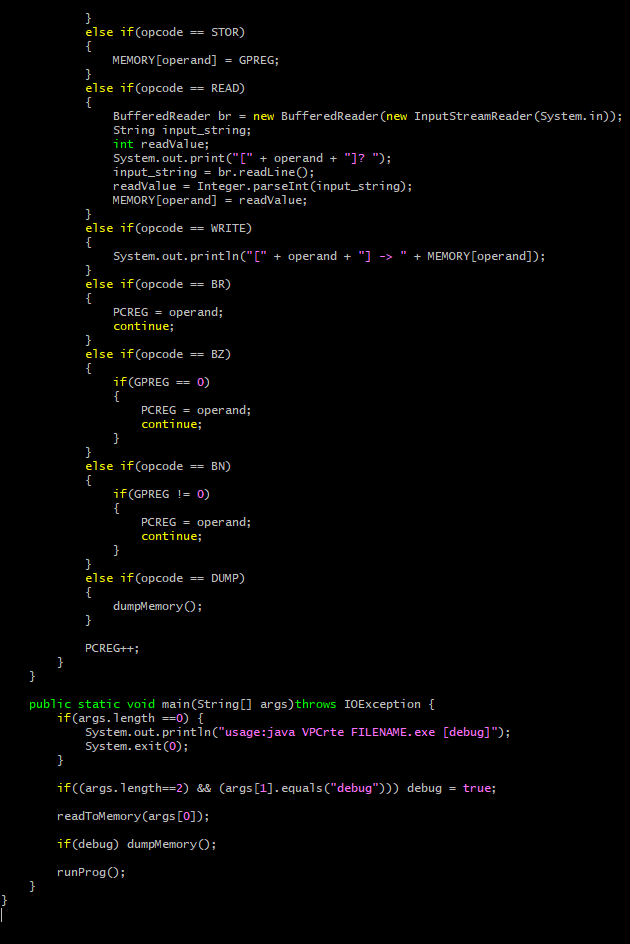 }
            else if(opcode == STOR)
            {
                MEMORY[operand] = GPREG;
            }
            else if(opcode == READ)
            {
                BufferedReader br = new BufferedReader(new InputStreamReader(System.in));
                String input_string;
                int readValue;
                System.out.print("[" + operand + "]? ");
                input_string = br.readLine();
                readValue = Integer.parseInt(input_string);
                MEMORY[operand] = readValue;
            }
            else if(opcode == WRITE)
            {
                System.out.println("[" + operand + "] -> " + MEMORY[operand]);
            }
            else if(opcode == BR)
            {
                PCREG = operand;
                continue;
            }
            else if(opcode == BZ)
            {
                if(GPREG == 0)
                {
                    PCREG = operand;
                    continue;
                }
            }
            else if(opcode == BN)
            {
                if(GPREG != 0)
                {
                    PCREG = operand;
                    continue;
                }
            }
            else if(opcode == DUMP)
            {
                dumpMemory();
            }

            PCREG++;
        }
    }

    public static void main(String[] args)throws IOException {
        if(args.length ==0) {
            System.out.println("usage:java VPCrte FILENAME.exe [debug]");
            System.exit(0);
        }

        if((args.length==2) && (args[1].equals("debug"))) debug = true;

        readToMemory(args[0]);

        if(debug) dumpMemory();

        runProg();
    }
}